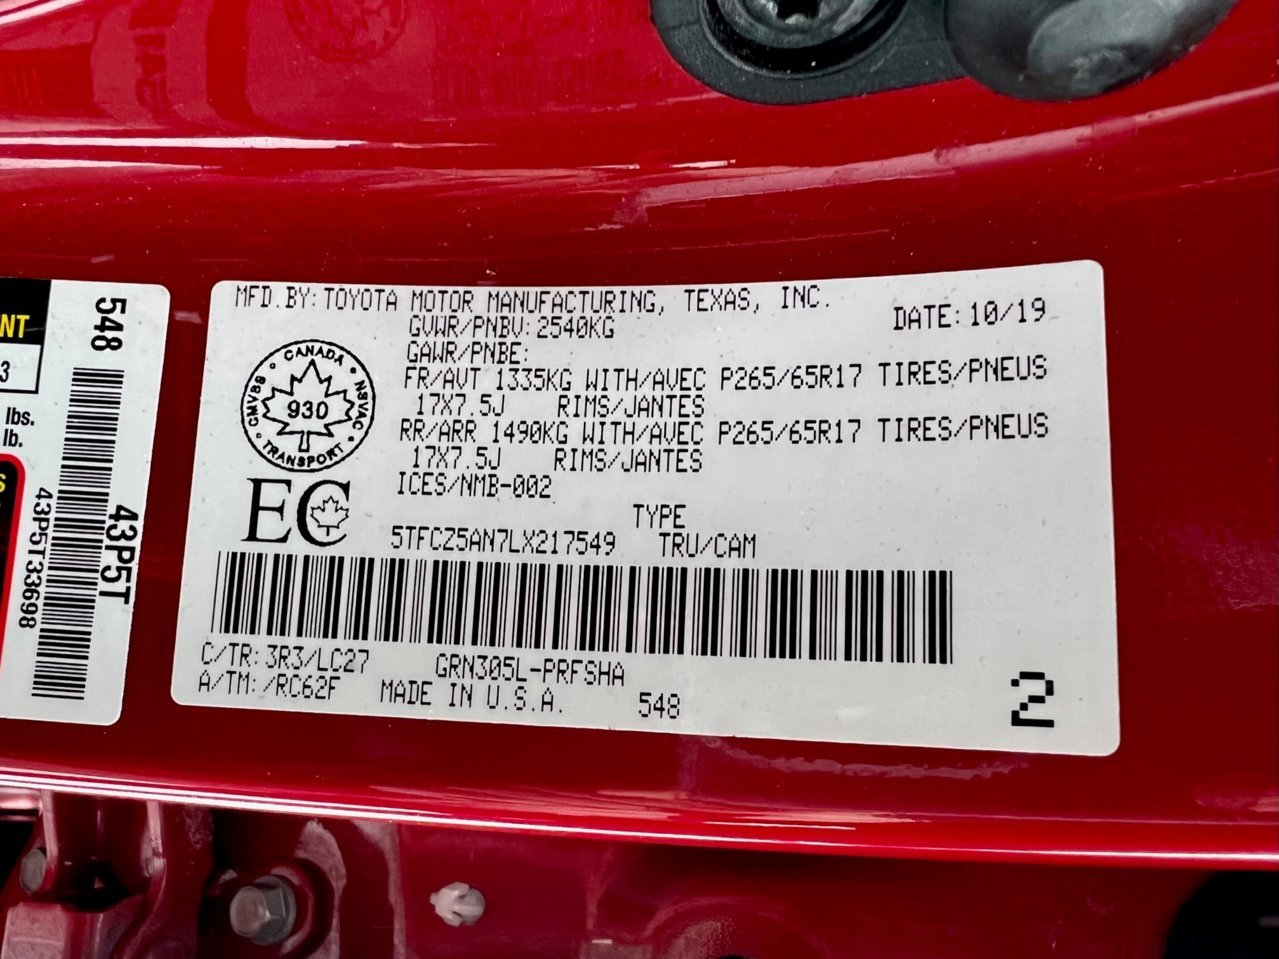 NT
3
lbs.
lb.
S
548
43P5T
43P5T33698
MFD.BY: TOYOTA MOTOR MANUFACTURING, TEXAS, INC.
GVWR/PNBV: 2540KG
DATE: 10/19
GAWR/PNBE:
FR/AVT 1335KG WITH/AVEC P265/65R17 TIRES/PNEUS
17X7.5J RIMS/JANTES
RR/ARR 1490KG WITH/AVEC P265/65R17 TIRES/PNEUS
17X7.5J RIMS/JANTES
ICES/NMB-002
CANADA
CMVSS NSVAC
930
TRANSPORT
EC
TYPE
5TFCZ5AN7LX217549 TRU/CAM
C/TR: 3R3/LC27 GRN305L-PRFSHA
A/TM: /RC62F MADE IN U.S.A. 548
2